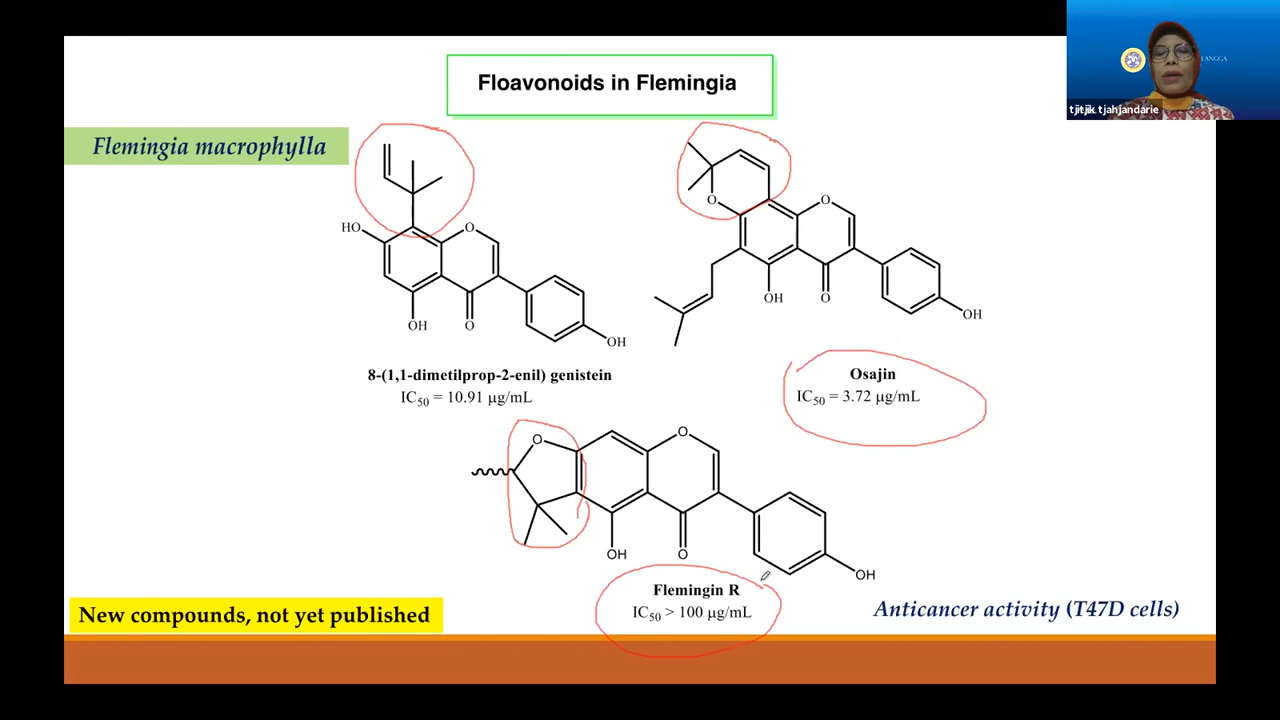 Floavonoids in Flemingia
LANGGA
tjitjik.tjahjandarie
Flemingia macrophylla
HO
O
OH
O
OH
8-(1,1-dimetilprop-2-enil) genistein
IC50 = 10.91 µg/mL
O
O
OH
O
OH
Osajin
IC50 = 3.72 µg/mL
O
O
OH
O
OH
Flemingin R
IC50 > 100 µg/mL
New compounds, not yet published
Anticancer activity (T47D cells)